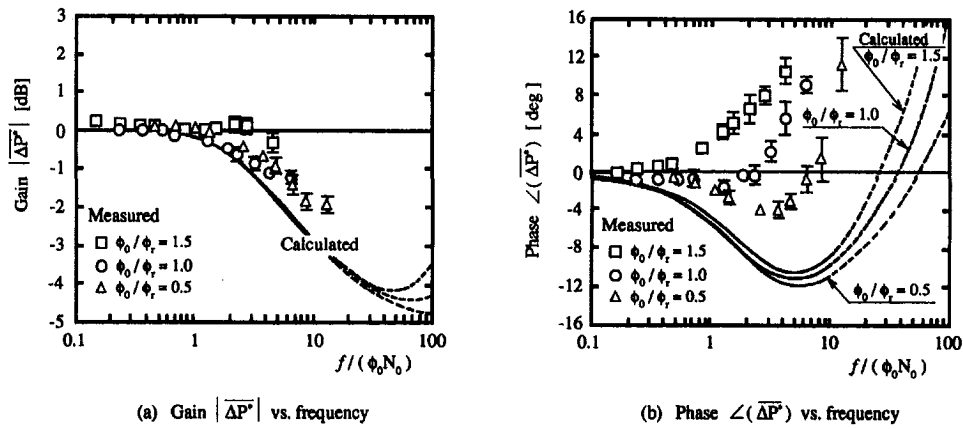 3
2
1
0
-1
-2
-3
-4
-5
Gain |ΔP*| [dB]
Measured
□ ϕ₀/ϕᵣ = 1.5
○ ϕ₀/ϕᵣ = 1.0
△ ϕ₀/ϕᵣ = 0.5
Calculated
0.1 1 10 100
f/(ϕ₀N₀)
(a) Gain |ΔP*| vs. frequency
16
12
8
4
0
-4
-8
-12
-16
Phase ∠(ΔP*) [deg]
Calculated
ϕ₀/ϕᵣ = 1.5
ϕ₀/ϕᵣ = 1.0
Measured
□ ϕ₀/ϕᵣ = 1.5
○ ϕ₀/ϕᵣ = 1.0
△ ϕ₀/ϕᵣ = 0.5
ϕ₀/ϕᵣ = 0.5
0.1 1 10 100
f/(ϕ₀N₀)
(b) Phase ∠(ΔP*) vs. frequency